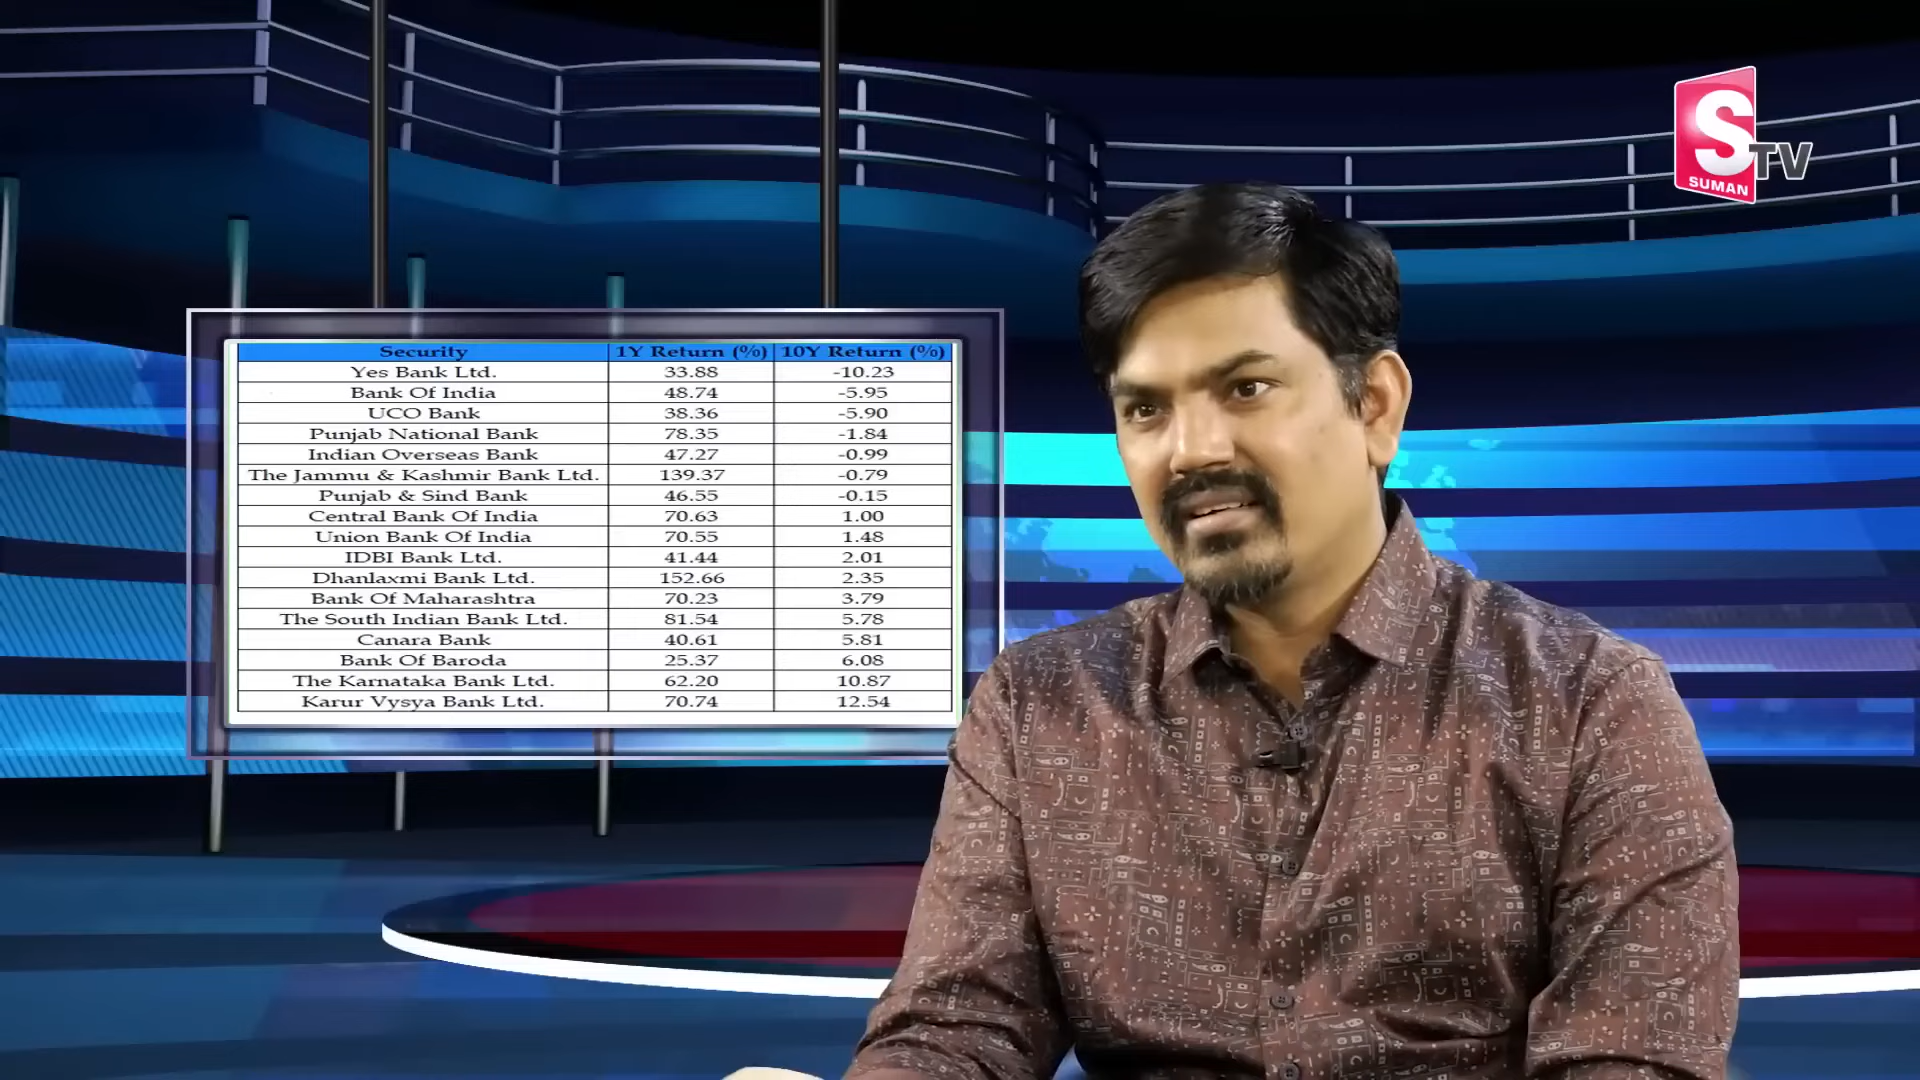 S TV
SUMAN
Security 1Y Return (%) 10Y Return (%)
Yes Bank Ltd. 33.88 -10.23
Bank Of India 48.74 -5.95
UCO Bank 38.36 -5.90
Punjab National Bank 78.35 -1.84
Indian Overseas Bank 47.27 -0.99
The Jammu & Kashmir Bank Ltd. 139.37 -0.79
Punjab & Sind Bank 46.55 -0.15
Central Bank Of India 70.63 1.00
Union Bank Of India 70.55 1.48
IDBI Bank Ltd. 41.44 2.01
Dhanlaxmi Bank Ltd. 152.66 2.35
Bank Of Maharashtra 70.23 3.79
The South Indian Bank Ltd. 81.54 5.78
Canara Bank 40.61 5.81
Bank Of Baroda 25.37 6.08
The Karnataka Bank Ltd. 62.20 10.87
Karur Vysya Bank Ltd. 70.74 12.54